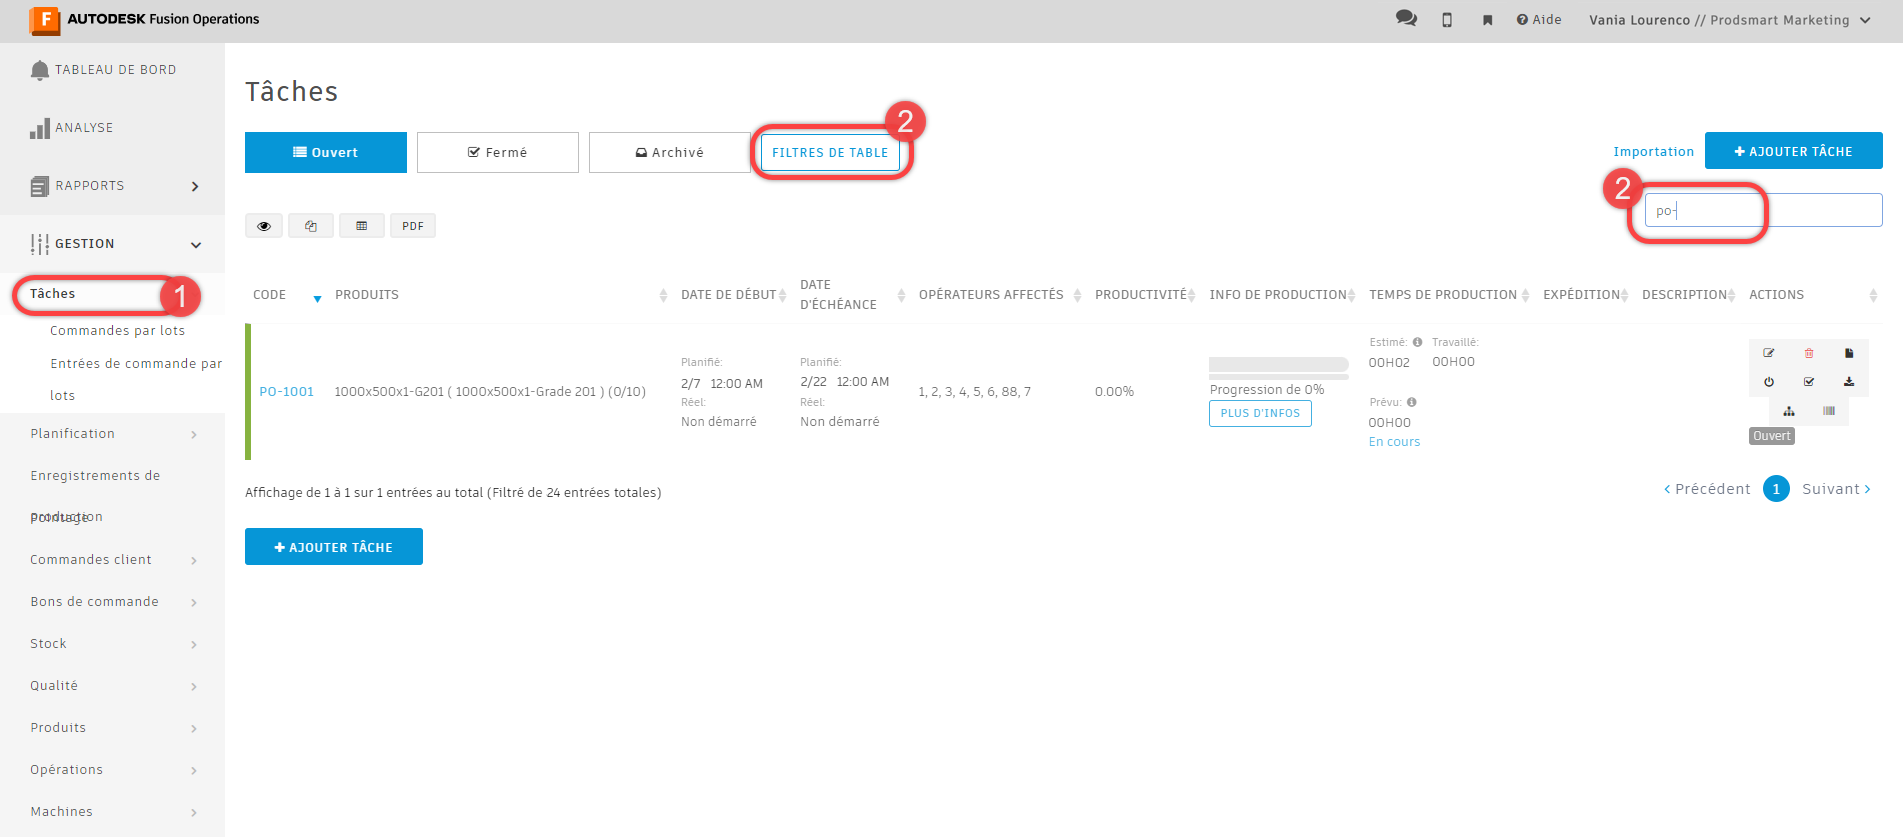 F AUTODESK Fusion Operations
Aide
Vania Lourenco // Prodsmart Marketing
TABLEAU DE BORD
ANALYSE
RAPPORTS
GESTION
Tâches
1
Commandes par lots
Entrées de commande par
lots
Planification
Enregistrements de
production
Pointage
Commandes client
Bons de commande
Stock
Qualité
Produits
Opérations
Machines
Tâches
Ouvert
Fermé
Archivé
FILTRES DE TABLE
2
Importation
+ AJOUTER TÂCHE
2
po-
PDF
CODE PRODUITS DATE DE DÉBUT DATE
D'ÉCHÉANCE OPÉRATEURS AFFECTÉS PRODUCTIVITÉ INFO DE PRODUCTION TEMPS DE PRODUCTION EXPÉDITION DESCRIPTION ACTIONS
PO-1001
1000x500x1-G201 ( 1000x500x1-Grade 201 ) (0/10)
Planifié:
2/7 12:00 AM
Réel:
Non démarré
Planifié:
2/22 12:00 AM
Réel:
Non démarré
1, 2, 3, 4, 5, 6, 88, 7
0.00%
Progression de 0%
PLUS D'INFOS
Estimé: Travaillé:
00H02 00H00
Prévu:
00H00
En cours
Ouvert
Affichage de 1 à 1 sur 1 entrées au total (Filtré de 24 entrées totales)
‹ Précédent 1 Suivant ›
+ AJOUTER TÂCHE